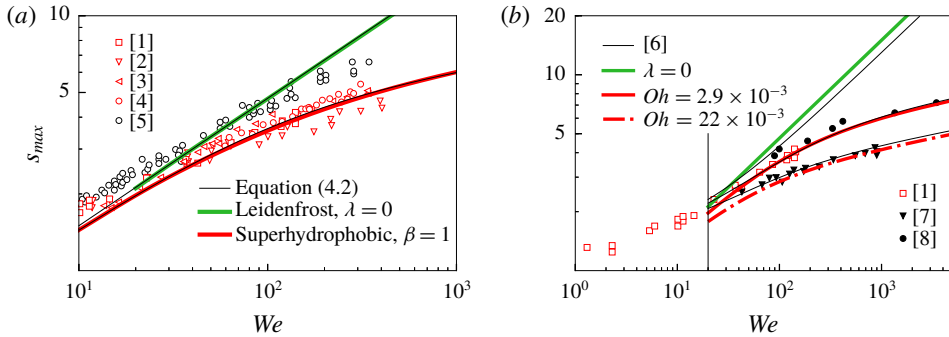 (a)
10
5
s_max
[1]
[2]
[3]
[4]
[5]
Equation (4.2)
Leidenfrost, λ = 0
Superhydrophobic, β = 1
10^1
10^2
10^3
We
(b)
20
10
5
[6]
λ = 0
Oh = 2.9 × 10^−3
Oh = 22 × 10^−3
[1]
[7]
[8]
10^0
10^1
10^2
10^3
We